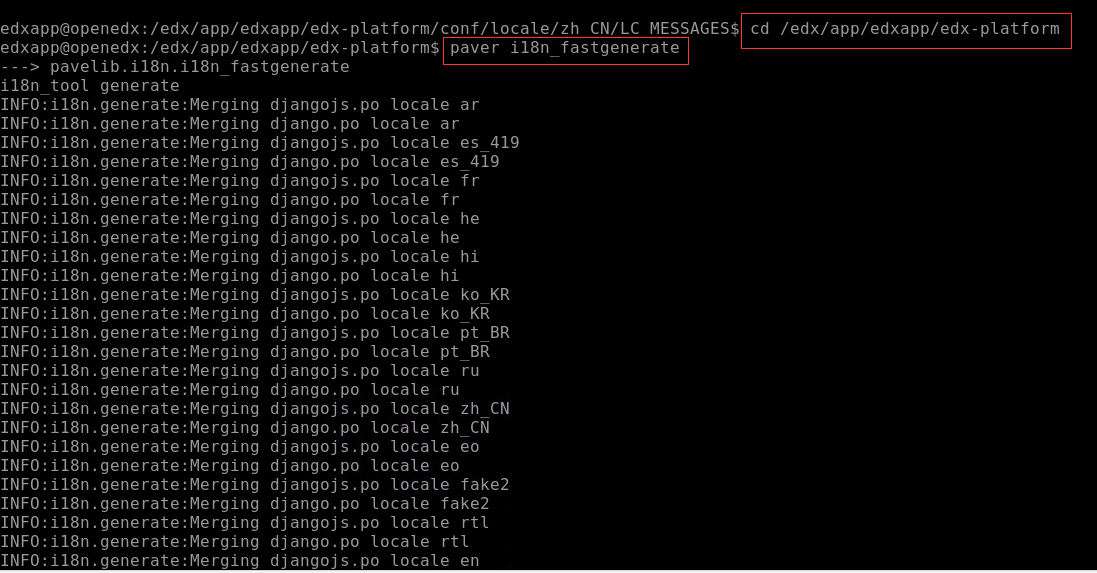 edxapp@openedx:/edx/app/edxapp/edx-platform/conf/locale/zh_CN/LC_MESSAGES$ cd /edx/app/edxapp/edx-platform
edxapp@openedx:/edx/app/edxapp/edx-platform$ paver i18n_fastgenerate
---> pavelib.i18n.i18n_fastgenerate
i18n_tool generate
INFO:i18n.generate:Merging djangojs.po locale ar
INFO:i18n.generate:Merging django.po locale ar
INFO:i18n.generate:Merging djangojs.po locale es_419
INFO:i18n.generate:Merging django.po locale es_419
INFO:i18n.generate:Merging djangojs.po locale fr
INFO:i18n.generate:Merging django.po locale fr
INFO:i18n.generate:Merging djangojs.po locale he
INFO:i18n.generate:Merging django.po locale he
INFO:i18n.generate:Merging djangojs.po locale hi
INFO:i18n.generate:Merging django.po locale hi
INFO:i18n.generate:Merging djangojs.po locale ko_KR
INFO:i18n.generate:Merging django.po locale ko_KR
INFO:i18n.generate:Merging djangojs.po locale pt_BR
INFO:i18n.generate:Merging django.po locale pt_BR
INFO:i18n.generate:Merging djangojs.po locale ru
INFO:i18n.generate:Merging django.po locale ru
INFO:i18n.generate:Merging djangojs.po locale zh_CN
INFO:i18n.generate:Merging django.po locale zh_CN
INFO:i18n.generate:Merging djangojs.po locale eo
INFO:i18n.generate:Merging django.po locale eo
INFO:i18n.generate:Merging djangojs.po locale fake2
INFO:i18n.generate:Merging django.po locale fake2
INFO:i18n.generate:Merging djangojs.po locale rtl
INFO:i18n.generate:Merging django.po locale rtl
INFO:i18n.generate:Merging djangojs.po locale en